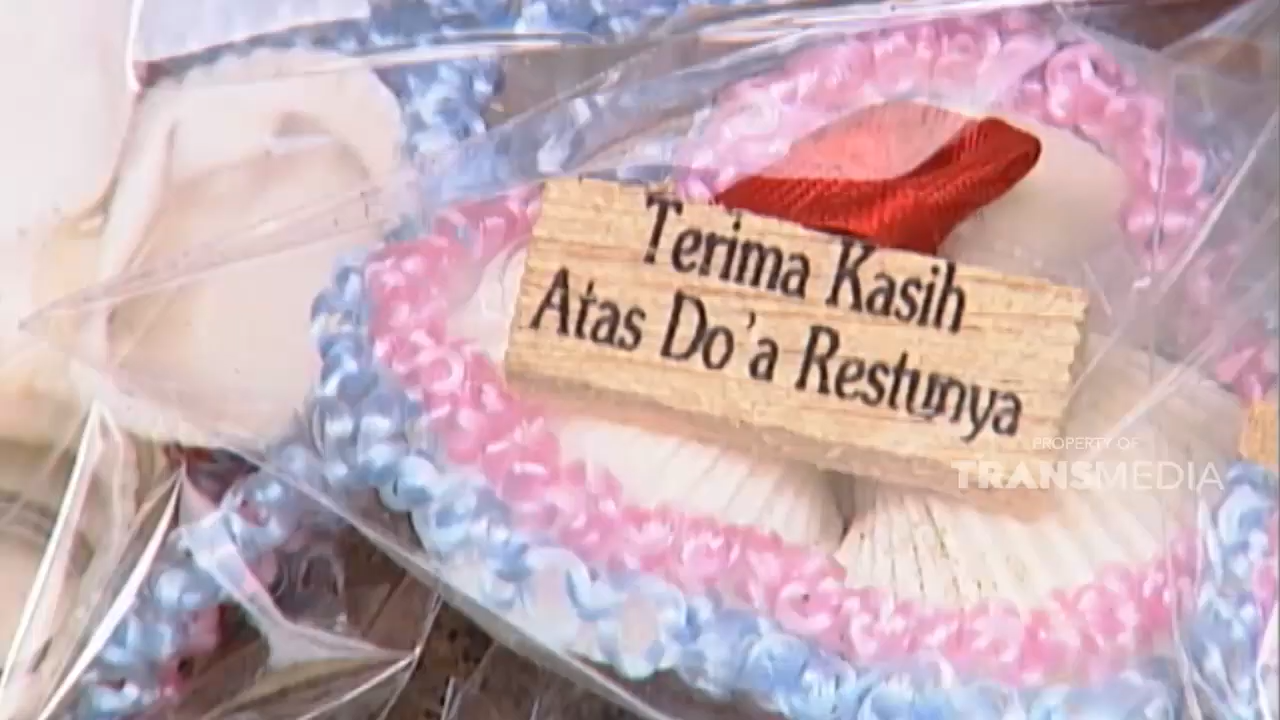 Terima Kasih
Atas Do'a Restunya
PROPERTY OF
TRANSMEDIA